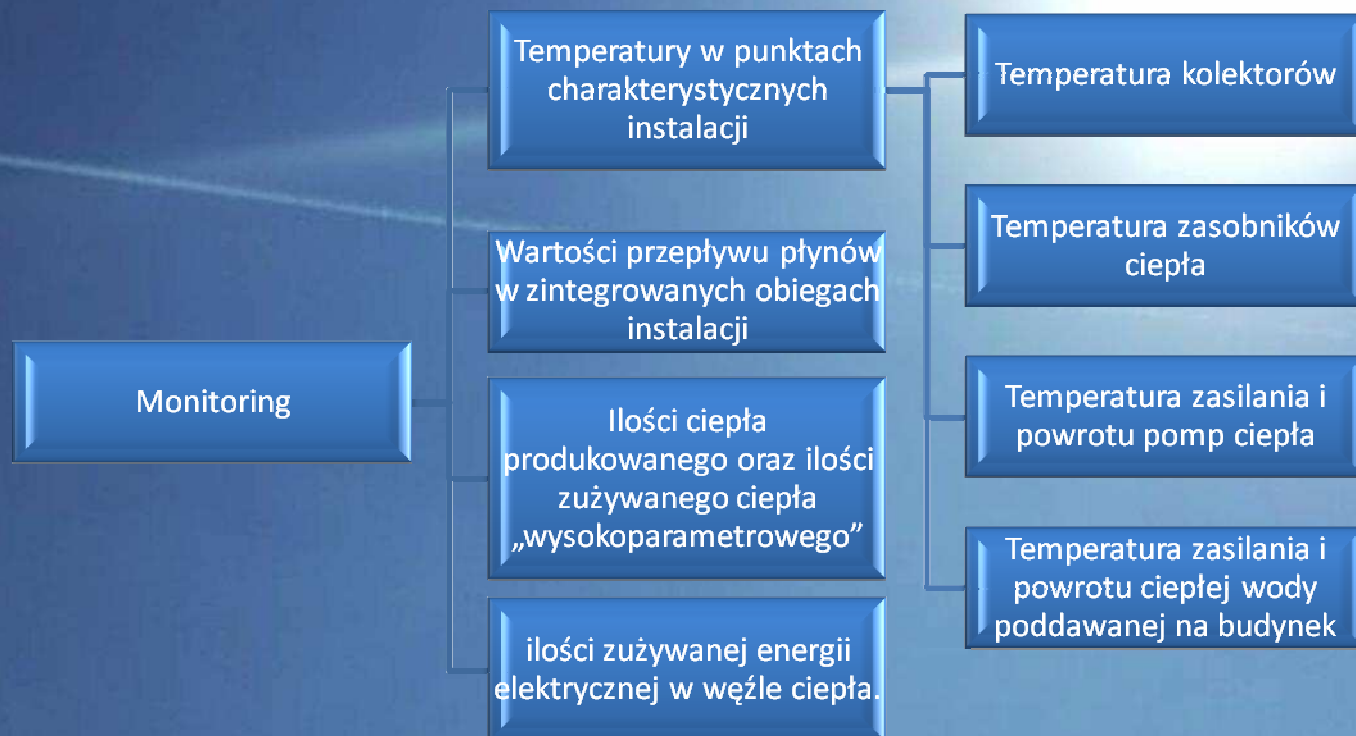 Monitoring
Temperatury w punktach
charakterystycznych
instalacji
Wartości przepływu płynów
w zintegrowanych obiegach
instalacji
Ilości ciepła
produkowanego oraz ilości
zużywanego ciepła
„wysokoparametrowego”
ilości zużywanej energii
elektrycznej w węźle ciepła.
Temperatura kolektorów
Temperatura zasobników
ciepła
Temperatura zasilania i
powrotu pomp ciepła
Temperatura zasilania i
powrotu ciepłej wody
poddawanej na budynek